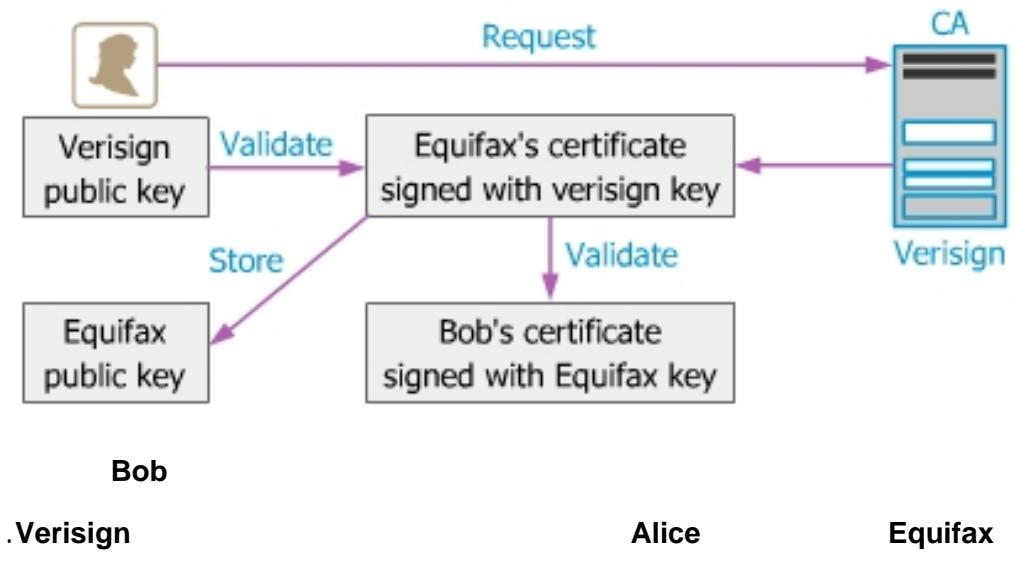 Request
CA
Verisign
public key
Validate
Equifax's certificate
signed with verisign key
Verisign
Store
Validate
Equifax
public key
Bob's certificate
signed with Equifax key
Bob
.Verisign Alice Equifax